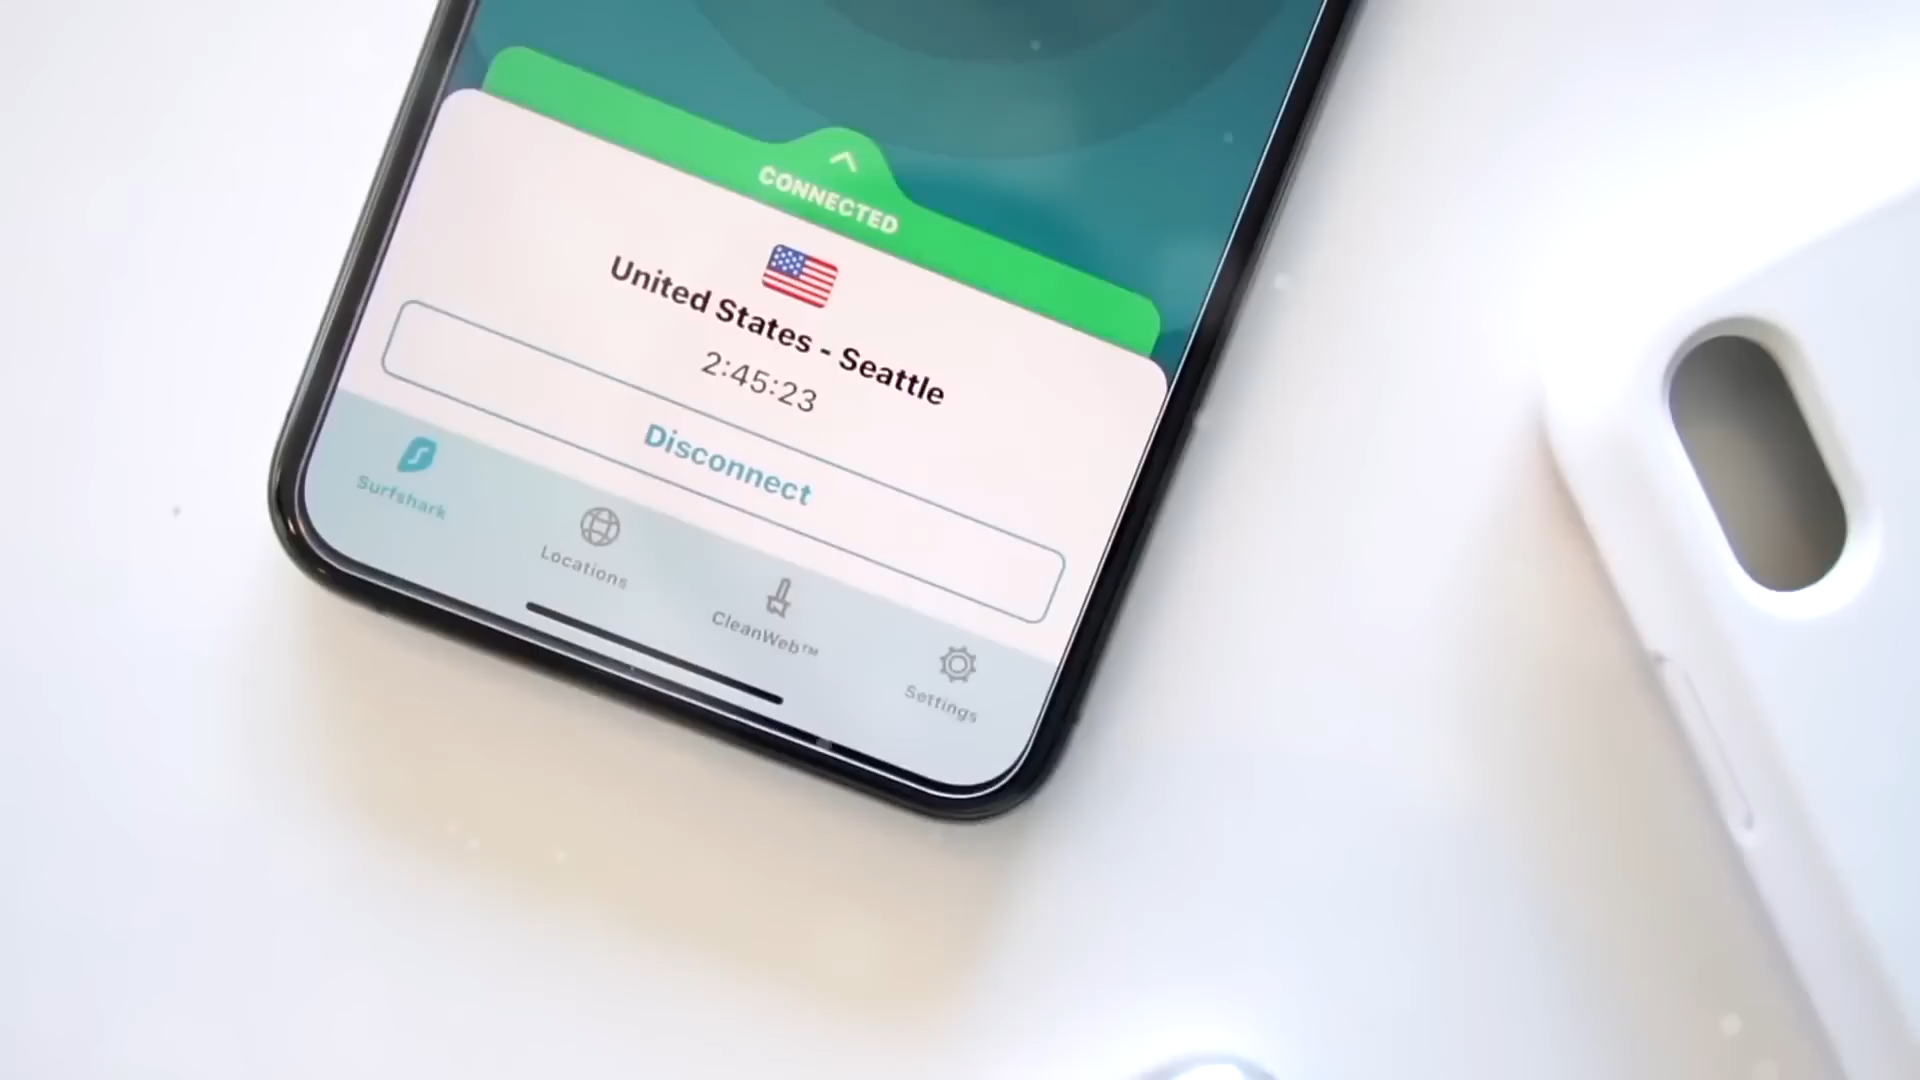 CONNECTED
United States - Seattle
2:45:23
Disconnect
Surfshark
Locations
CleanWeb™
Settings